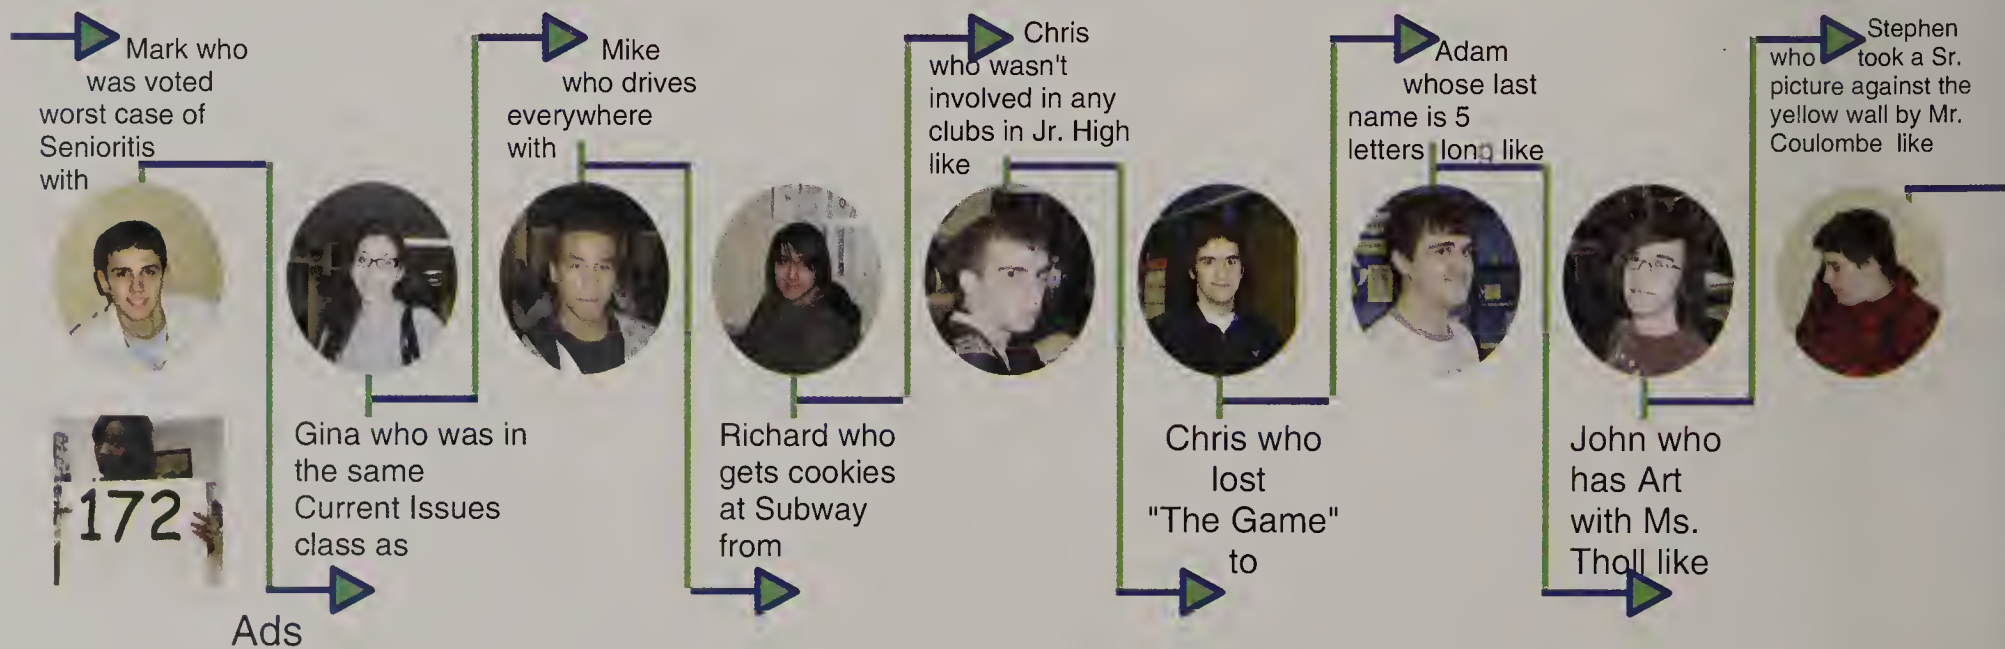 Mark who
was voted
worst case of
Senioritis
with
Gina who was in
the same
Current Issues
class as
Mike
who drives
everywhere
with
Richard who
gets cookies
at Subway
from
Chris
who wasn't
involved in any
clubs in Jr. High
like
Chris who
lost
"The Game"
to
Adam
whose last
name is 5
letters long like
John who
has Art
with Ms.
Tholl like
Stephen
who took a Sr.
picture against the
yellow wall by Mr.
Coulombe like
172
Ads